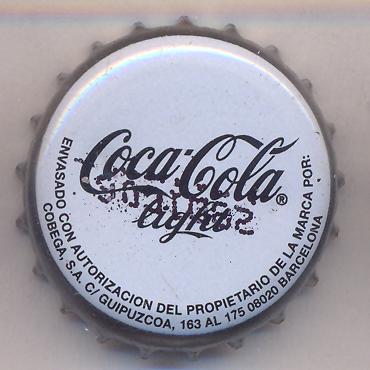 Coca-Cola®
light
ENVASADO CON AUTORIZACION DEL PROPIETARIO DE LA MARCA POR:
COBEGA, S.A. C/ GUIPUZCOA, 163 AL 175 08020 BARCELONA